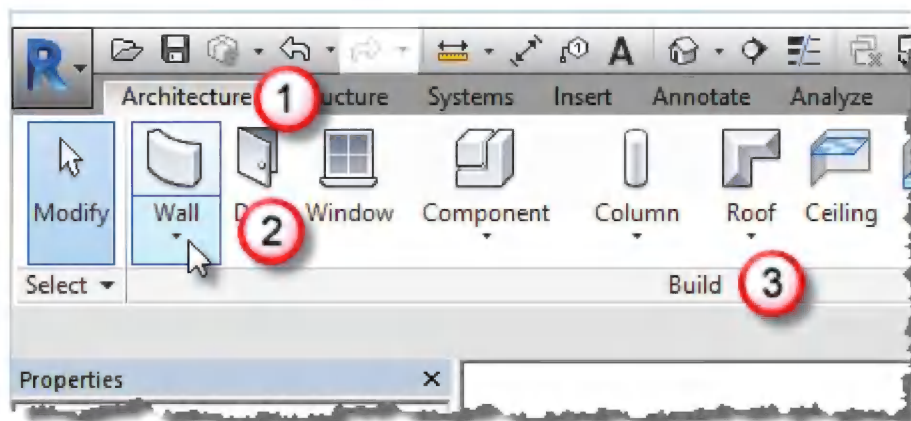 R A
Architecture 1 ucture Systems Insert Annotate Analyze
Modify Wall D 2 Window Component Column Roof Ceiling
Select Build 3
Properties